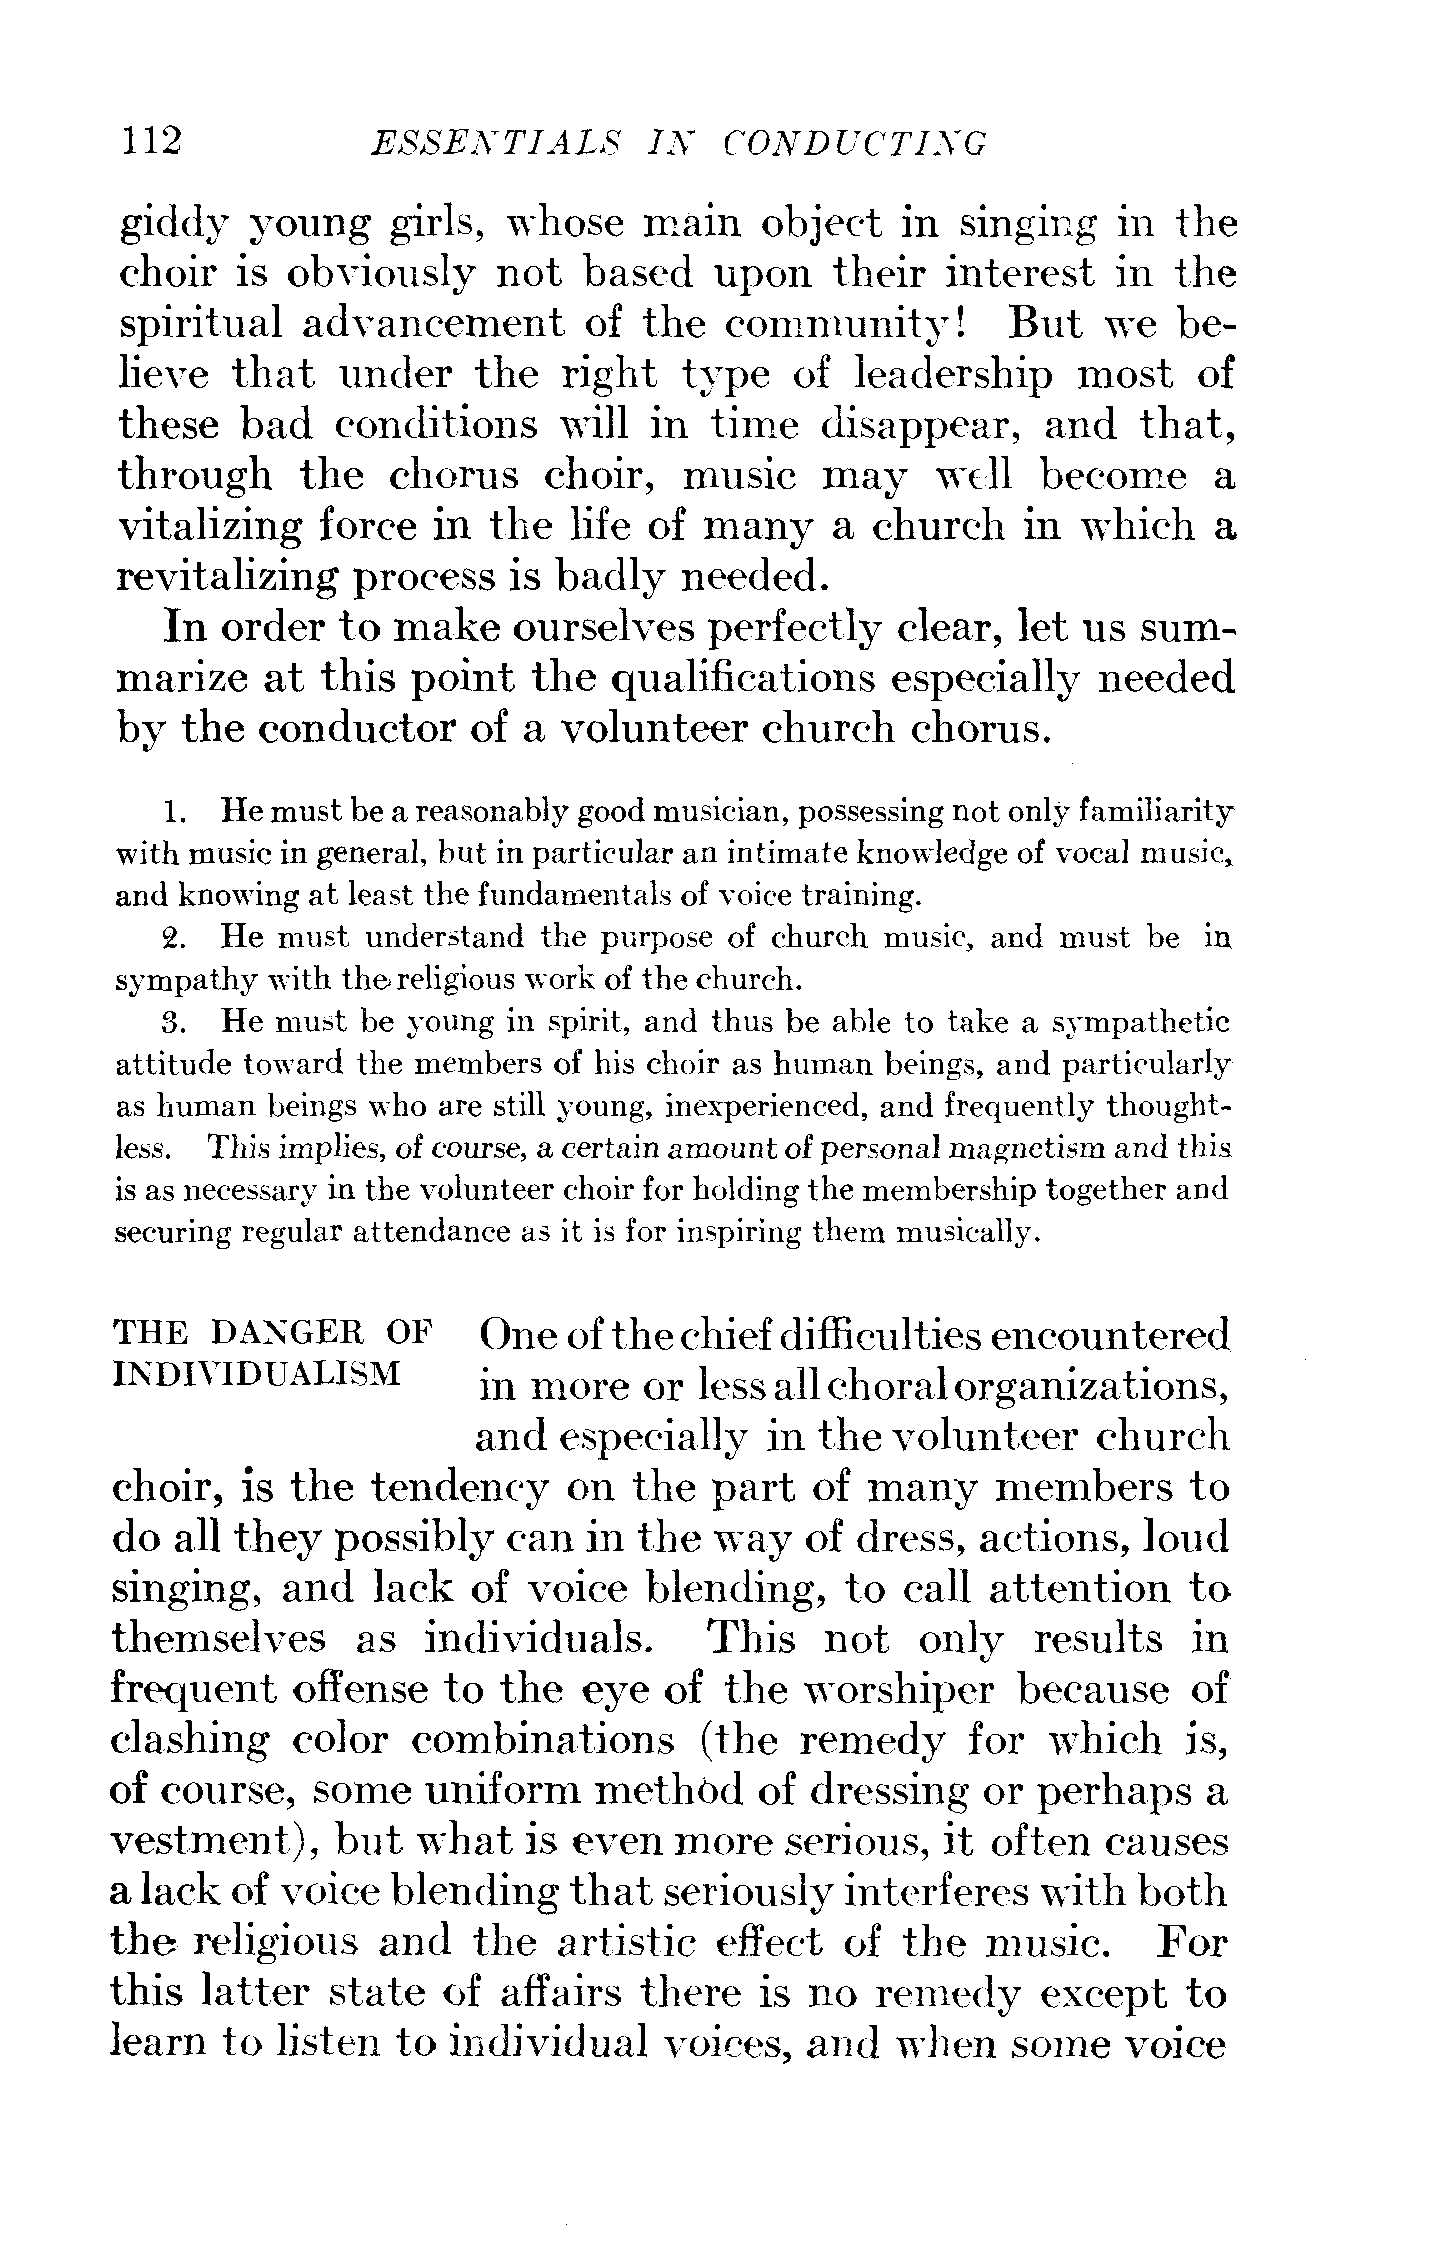 112 ESSENTIALS IN CONDUCTING
giddy young girls, whose main object in singing in the
choir is obviously not based upon their interest in the
spiritual advancement of the community! But we be-
lieve that under the right type of leadership most of
these bad conditions will in time disappear, and that,
through the chorus choir, music may well become a
vitalizing force in the life of many a church in which a
revitalizing process is badly needed.
In order to make ourselves perfectly clear, let us sum-
marize at this point the qualifications especially needed
by the conductor of a volunteer church chorus.
1. He must be a reasonably good musician, possessing not only familiarity
with music in general, but in particular an intimate knowledge of vocal music,
and knowing at least the fundamentals of voice training.
2. He must understand the purpose of church music, and must be in
sympathy with the religious work of the church.
3. He must be young in spirit, and thus be able to take a sympathetic
attitude toward the members of his choir as human beings, and particularly
as human beings who are still young, inexperienced, and frequently thought-
less. This implies, of course, a certain amount of personal magnetism and this
is as necessary in the volunteer choir for holding the membership together and
securing regular attendance as it is for inspiring them musically.
THE DANGER OF
INDIVIDUALISM
One of the chief difficulties encountered
in more or less all choral organizations,
and especially in the volunteer church
choir, is the tendency on the part of many members to
do all they possibly can in the way of dress, actions, loud
singing, and lack of voice blending, to call attention to
themselves as individuals. This not only results in
frequent offense to the eye of the worshiper because of
clashing color combinations (the remedy for which is,
of course, some uniform method of dressing or perhaps a
vestment), but what is even more serious, it often causes
a lack of voice blending that seriously interferes with both
the religious and the artistic effect of the music. For
this latter state of affairs there is no remedy except to
learn to listen to individual voices, and when some voice